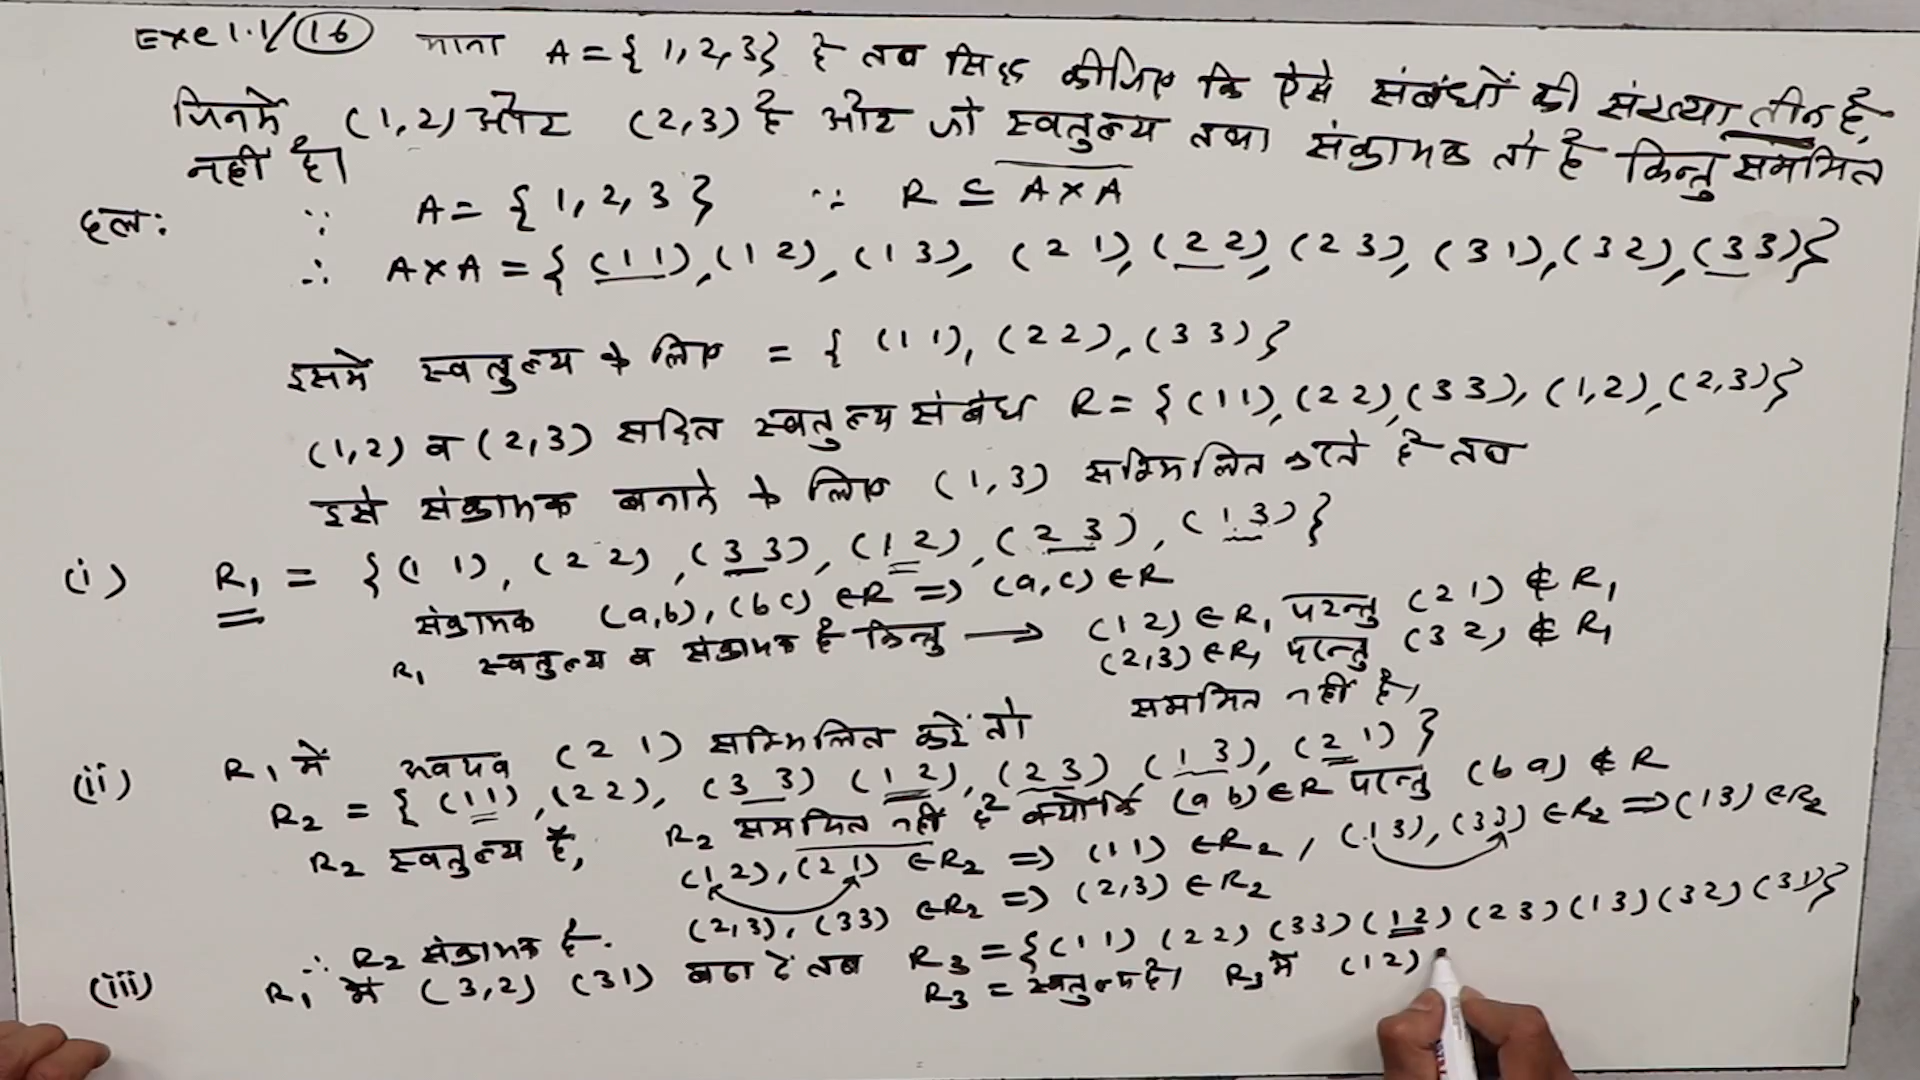 Exe 1.1/(16) माना A = { 1, 2, 3} है तब सिद्ध कीजिए कि ऐसे संबंधों की संख्या तीन है,
जिनमें (1,2) और (2,3) है और जो स्वतुल्य तथा संक्रामक तो है किन्तु सममित
नहीं है।
हल: ∵ A = { 1, 2, 3 } ∵ R ⊆ A × A
∴ A×A = { (1 1), (1 2), (1 3), (2 1), (2 2), (2 3), (3 1), (3 2), (3 3)}
इसमें स्वतुल्य के लिए = { (1 1), (2 2), (3 3)}
(1,2) व (2,3) सहित स्वतुल्य संबंध R = {(1 1), (2 2), (3 3), (1,2), (2,3)}
इसे संक्रामक बनाने के लिए (1,3) सम्मिलित करते है तब
(i) R₁ = {(1 1), (2 2), (3 3), (1 2), (2 3), (1 3)}
संक्रामक (a,b), (b c) ∈R ⇒ (a,c) ∈R
R₁ स्वतुल्य व संक्रामक है किन्तु → (1 2) ∈ R₁ परन्तु (2 1) ∉ R₁
(2,3) ∈R₁ परन्तु (3 2) ∉ R₁
सममित नहीं है,
(ii) R₁ में अवयव (2 1) सम्मिलित करें तो
R₂ = { (1 1), (2 2), (3 3) (1 2), (2 3) (1 3), (2 1) }
R₂ स्वतुल्य है, R₂ सममित नहीं है क्योंकि (a b) ∈R परन्तु (b a) ∉ R
(1 2), (2 1) ∈R₂ ⇒ (1 1) ∈R₂, (1 3), (3 3) ∈R₂ ⇒ (1 3) ∈R₂
(2,3), (3 3) ∈R₂ ⇒ (2,3) ∈ R₂
∴ R₂ संक्रामक है.
(iii) R₁ में (3,2) (3 1) बढा दें तब R₃ = {(1 1) (2 2) (3 3) (1 2) (2 3) (1 3) (3 2) (3 1)}
R₃ = स्वतुल्य है। R₃ में (1 2)